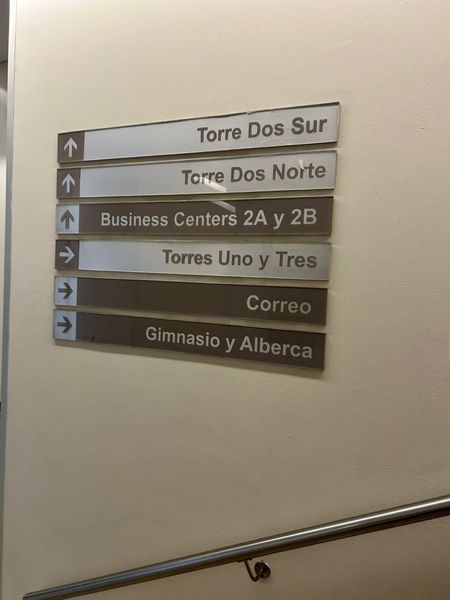 Torre Dos Sur
Torre Dos Norte
Business Centers 2A y 2B
Torres Uno y Tres
Correo
Gimnasio y Alberca